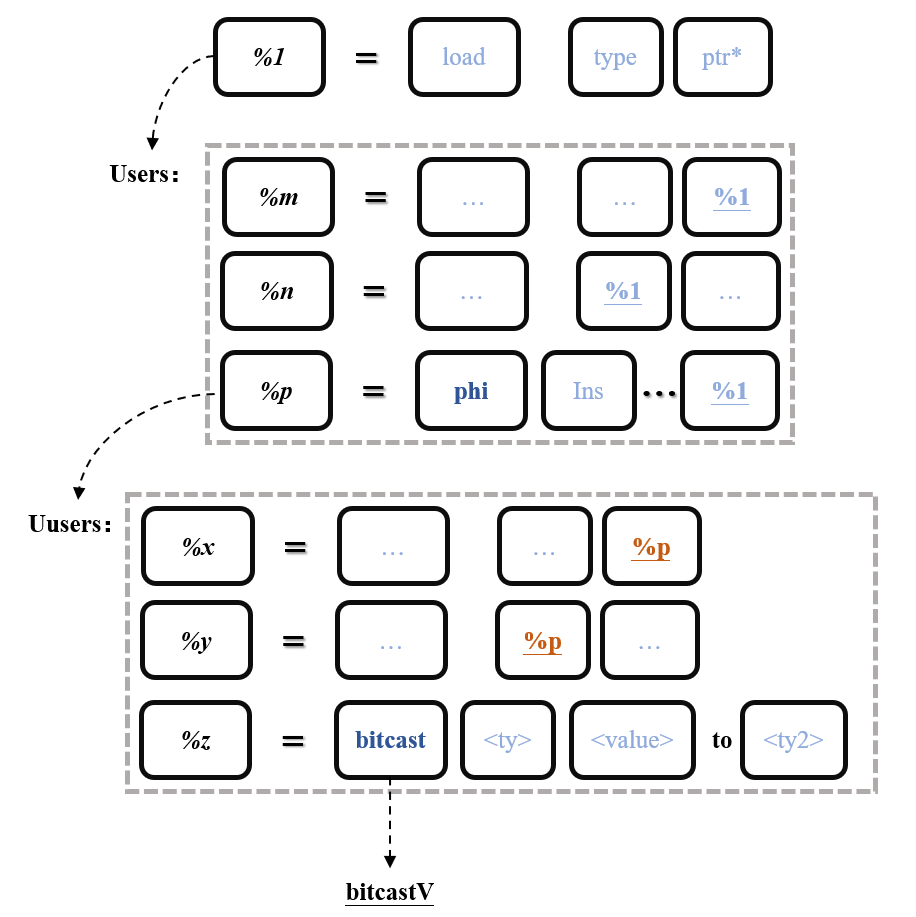 %1 = load type ptr*
Users:
%m = ... ... %1
%n = ... %1 ...
%p = phi Ins ... %1
Uusers:
%x = ... ... %p
%y = ... %p ...
%z = bitcast <ty> <value> to <ty2>
bitcastV